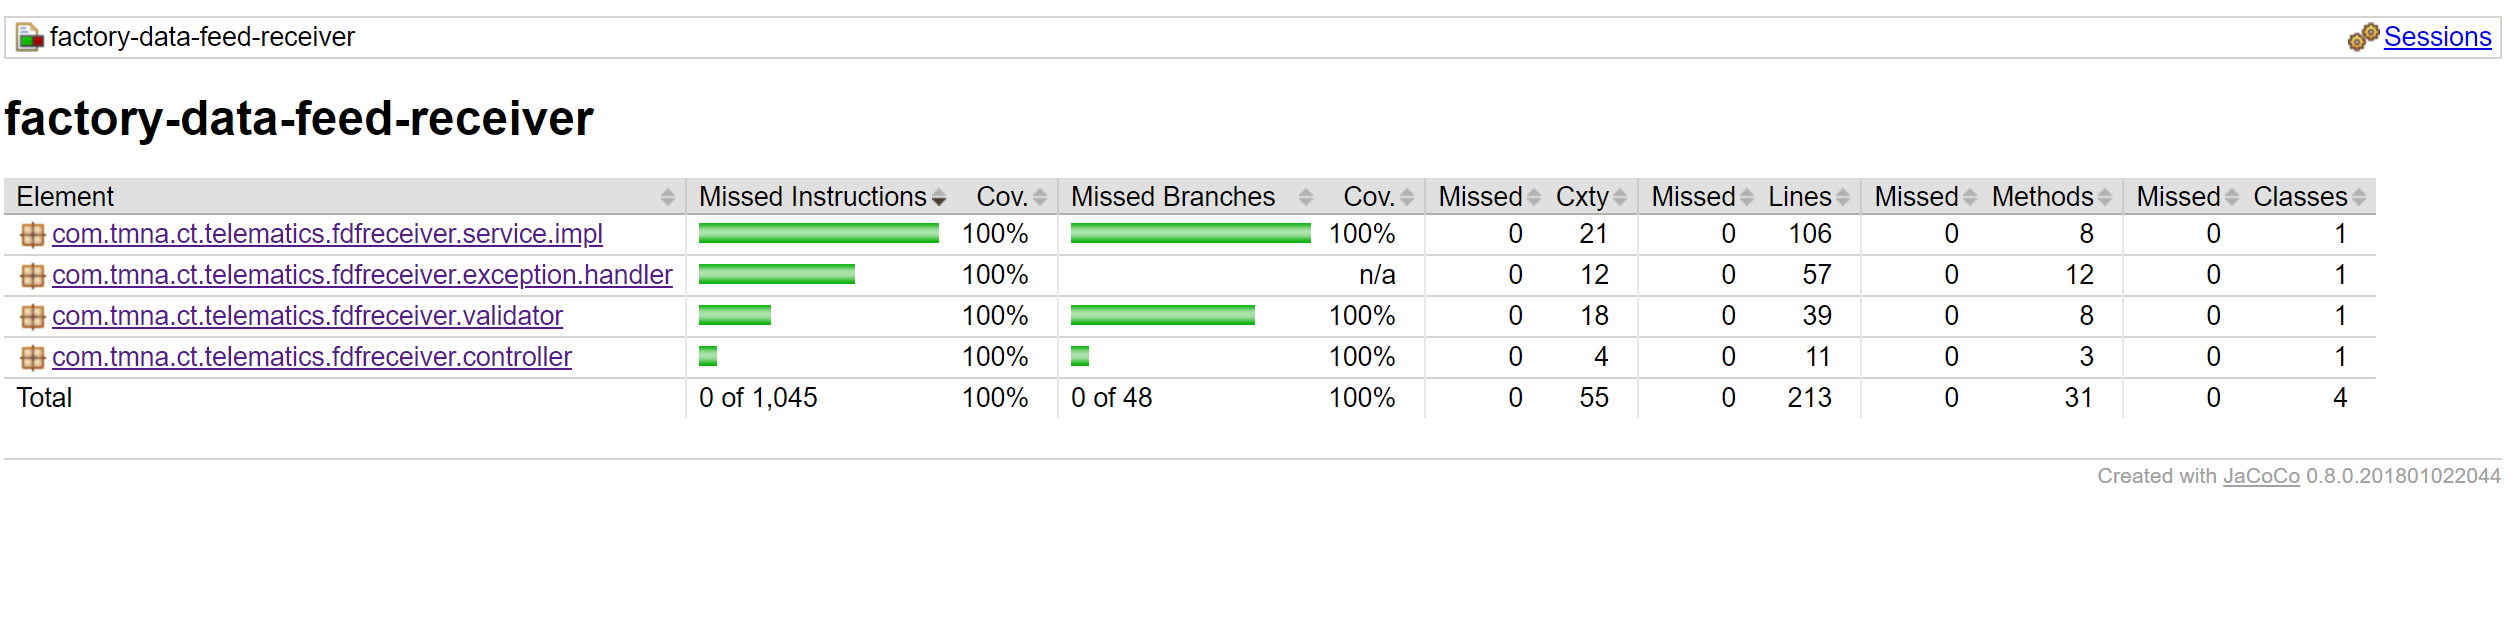 factory-data-feed-receiver Sessions
factory-data-feed-receiver
Element Missed Instructions Cov. Missed Branches Cov. Missed Cxty Missed Lines Missed Methods Missed Classes
com.tmna.ct.telematics.fdfreceiver.service.impl 100% 100% 0 21 0 106 0 8 0 1
com.tmna.ct.telematics.fdfreceiver.exception.handler 100% n/a 0 12 0 57 0 12 0 1
com.tmna.ct.telematics.fdfreceiver.validator 100% 100% 0 18 0 39 0 8 0 1
com.tmna.ct.telematics.fdfreceiver.controller 100% 100% 0 4 0 11 0 3 0 1
Total 0 of 1,045 100% 0 of 48 100% 0 55 0 213 0 31 0 4
Created with JaCoCo 0.8.0.201801022044